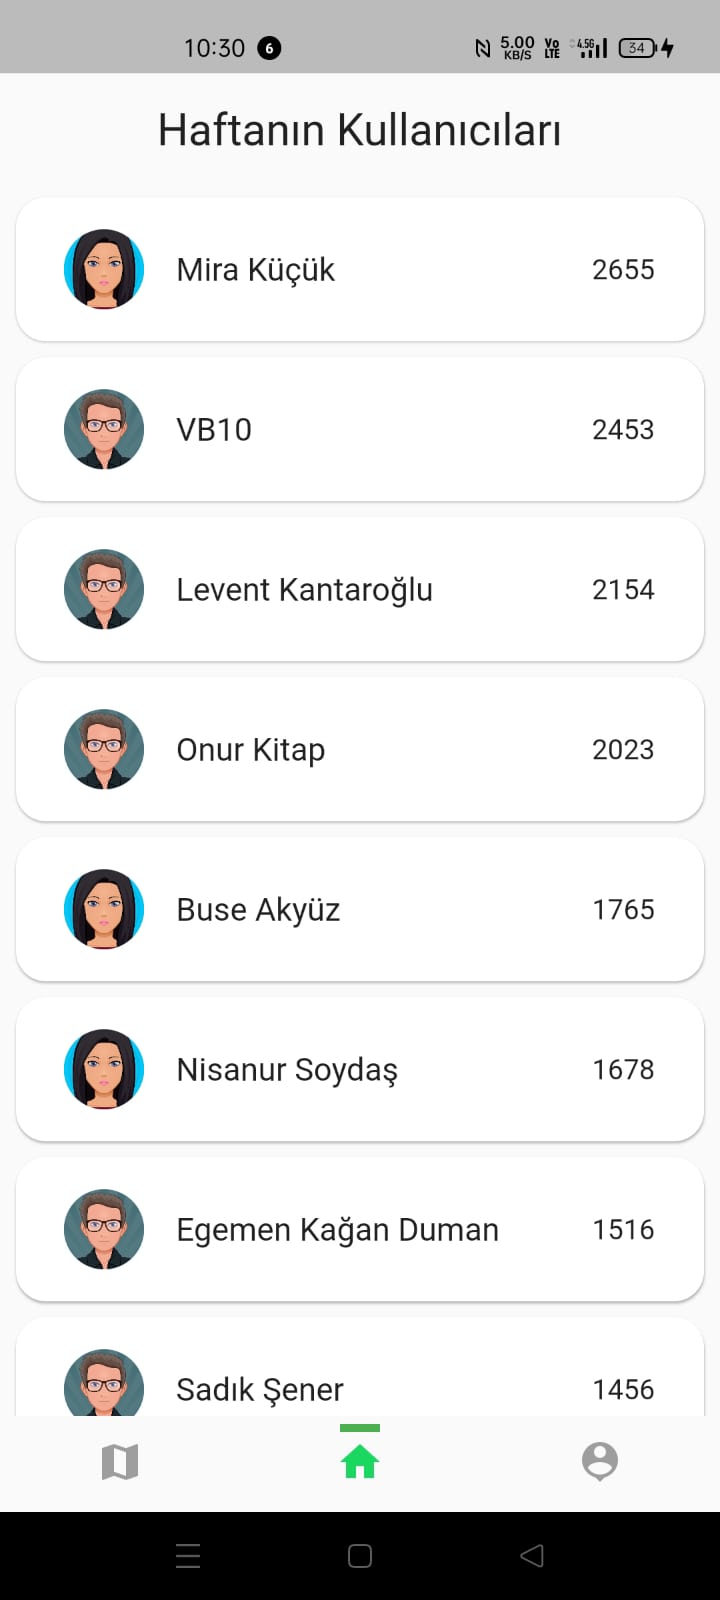 10:30 6 5.00 KB/S Vo LTE 4.5G 34
Haftanın Kullanıcıları
Mira Küçük 2655
VB10 2453
Levent Kantaroğlu 2154
Onur Kitap 2023
Buse Akyüz 1765
Nisanur Soydaş 1678
Egemen Kağan Duman 1516
Sadık Şener 1456